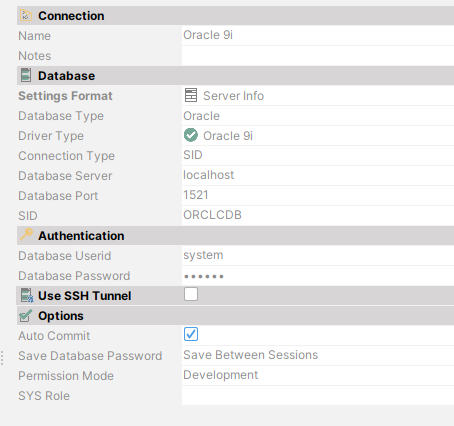 Connection
Name Oracle 9i
Notes
Database
Settings Format Server Info
Database Type Oracle
Driver Type Oracle 9i
Connection Type SID
Database Server localhost
Database Port 1521
SID ORCLCDB
Authentication
Database Userid system
Database Password ••••••
Use SSH Tunnel
Options
Auto Commit
Save Database Password Save Between Sessions
Permission Mode Development
SYS Role